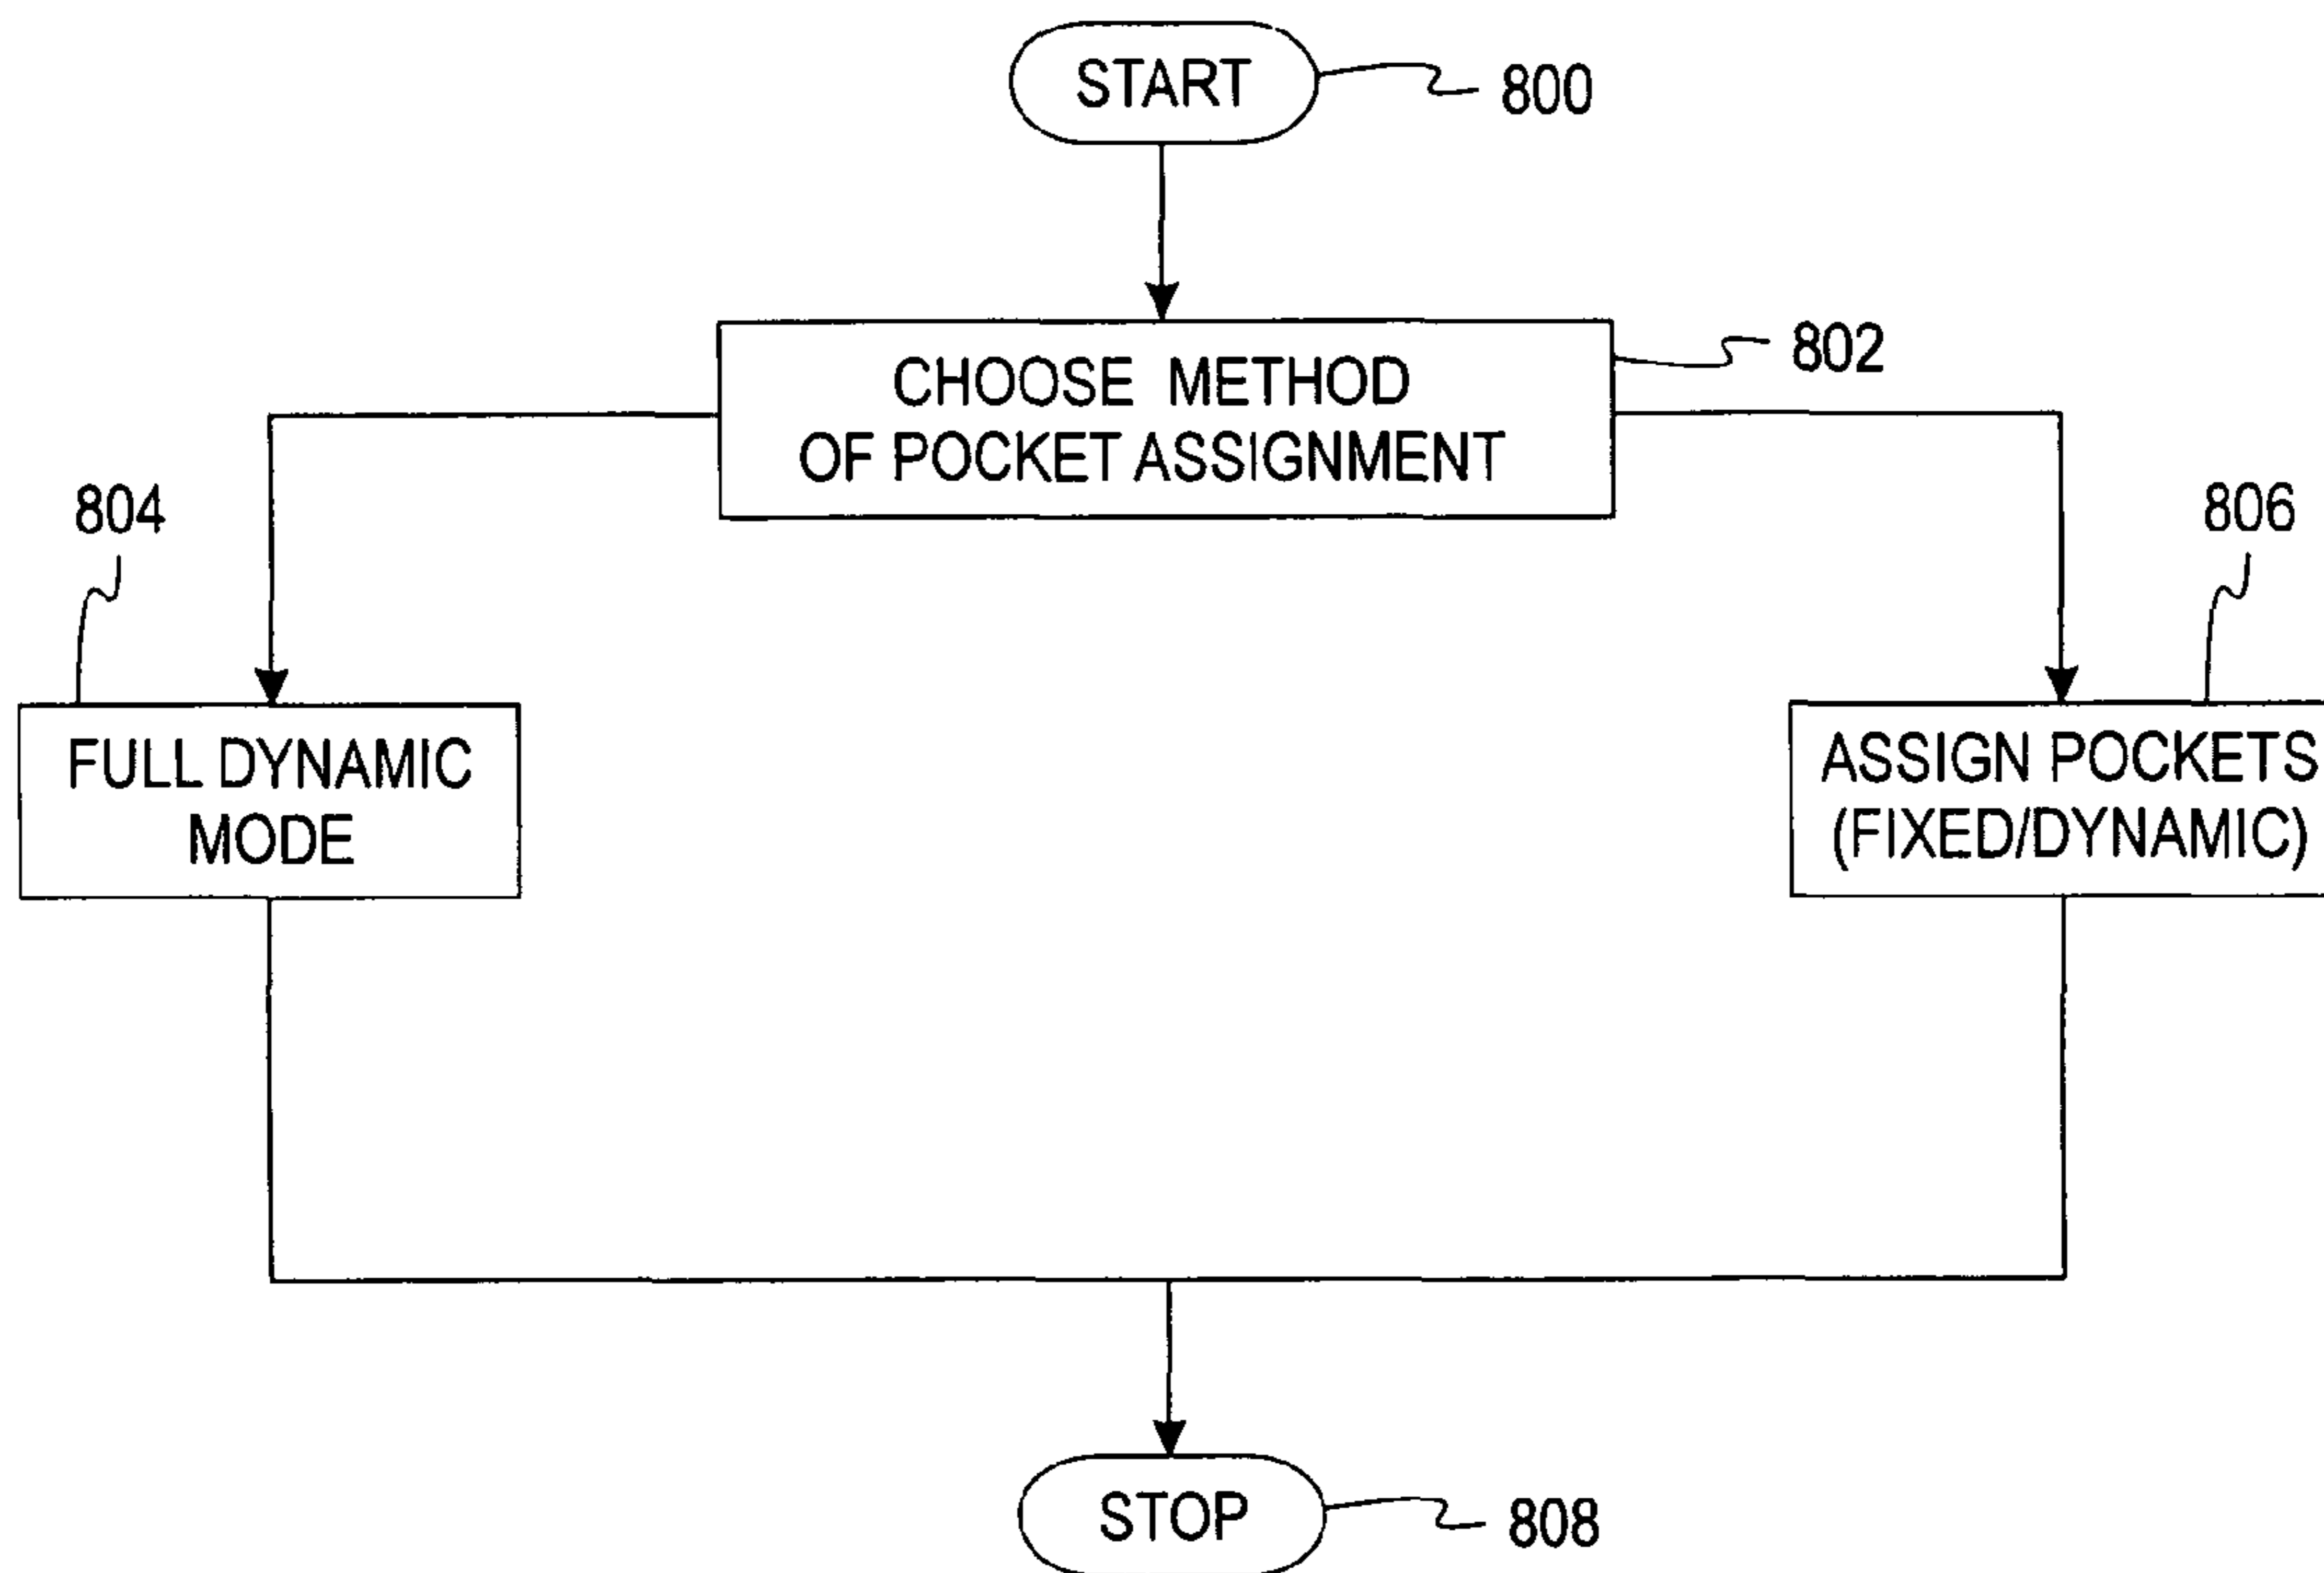 START
800
CHOOSE METHOD
OF POCKET ASSIGNMENT
802
804
806
FULL DYNAMIC
MODE
ASSIGN POCKETS
(FIXED/DYNAMIC)
STOP
808